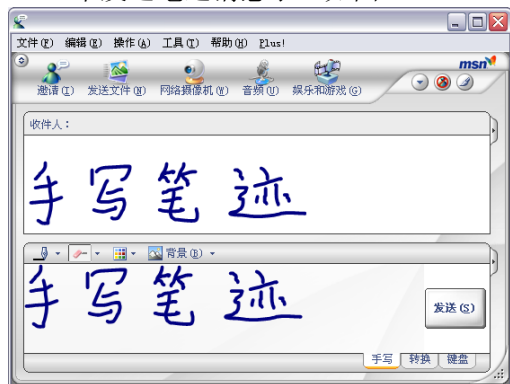 文件(F) 编辑(E) 操作(A) 工具(T) 帮助(H) Plus!
msn
邀请(I) 发送文件(N) 网络摄像机(W) 音频(U) 娱乐和游戏(G)
收件人:
手写笔迹
背景(B)
手写笔迹
发送(S)
手写 转换 键盘